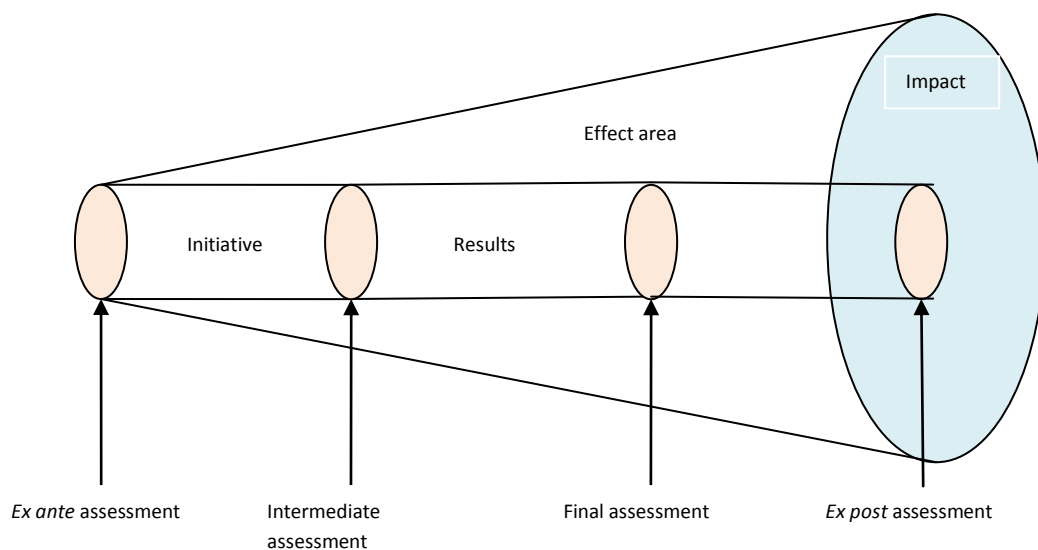 Impact
Effect area
Initiative
Results
Ex ante assessment
Intermediate
assessment
Final assessment
Ex post assessment